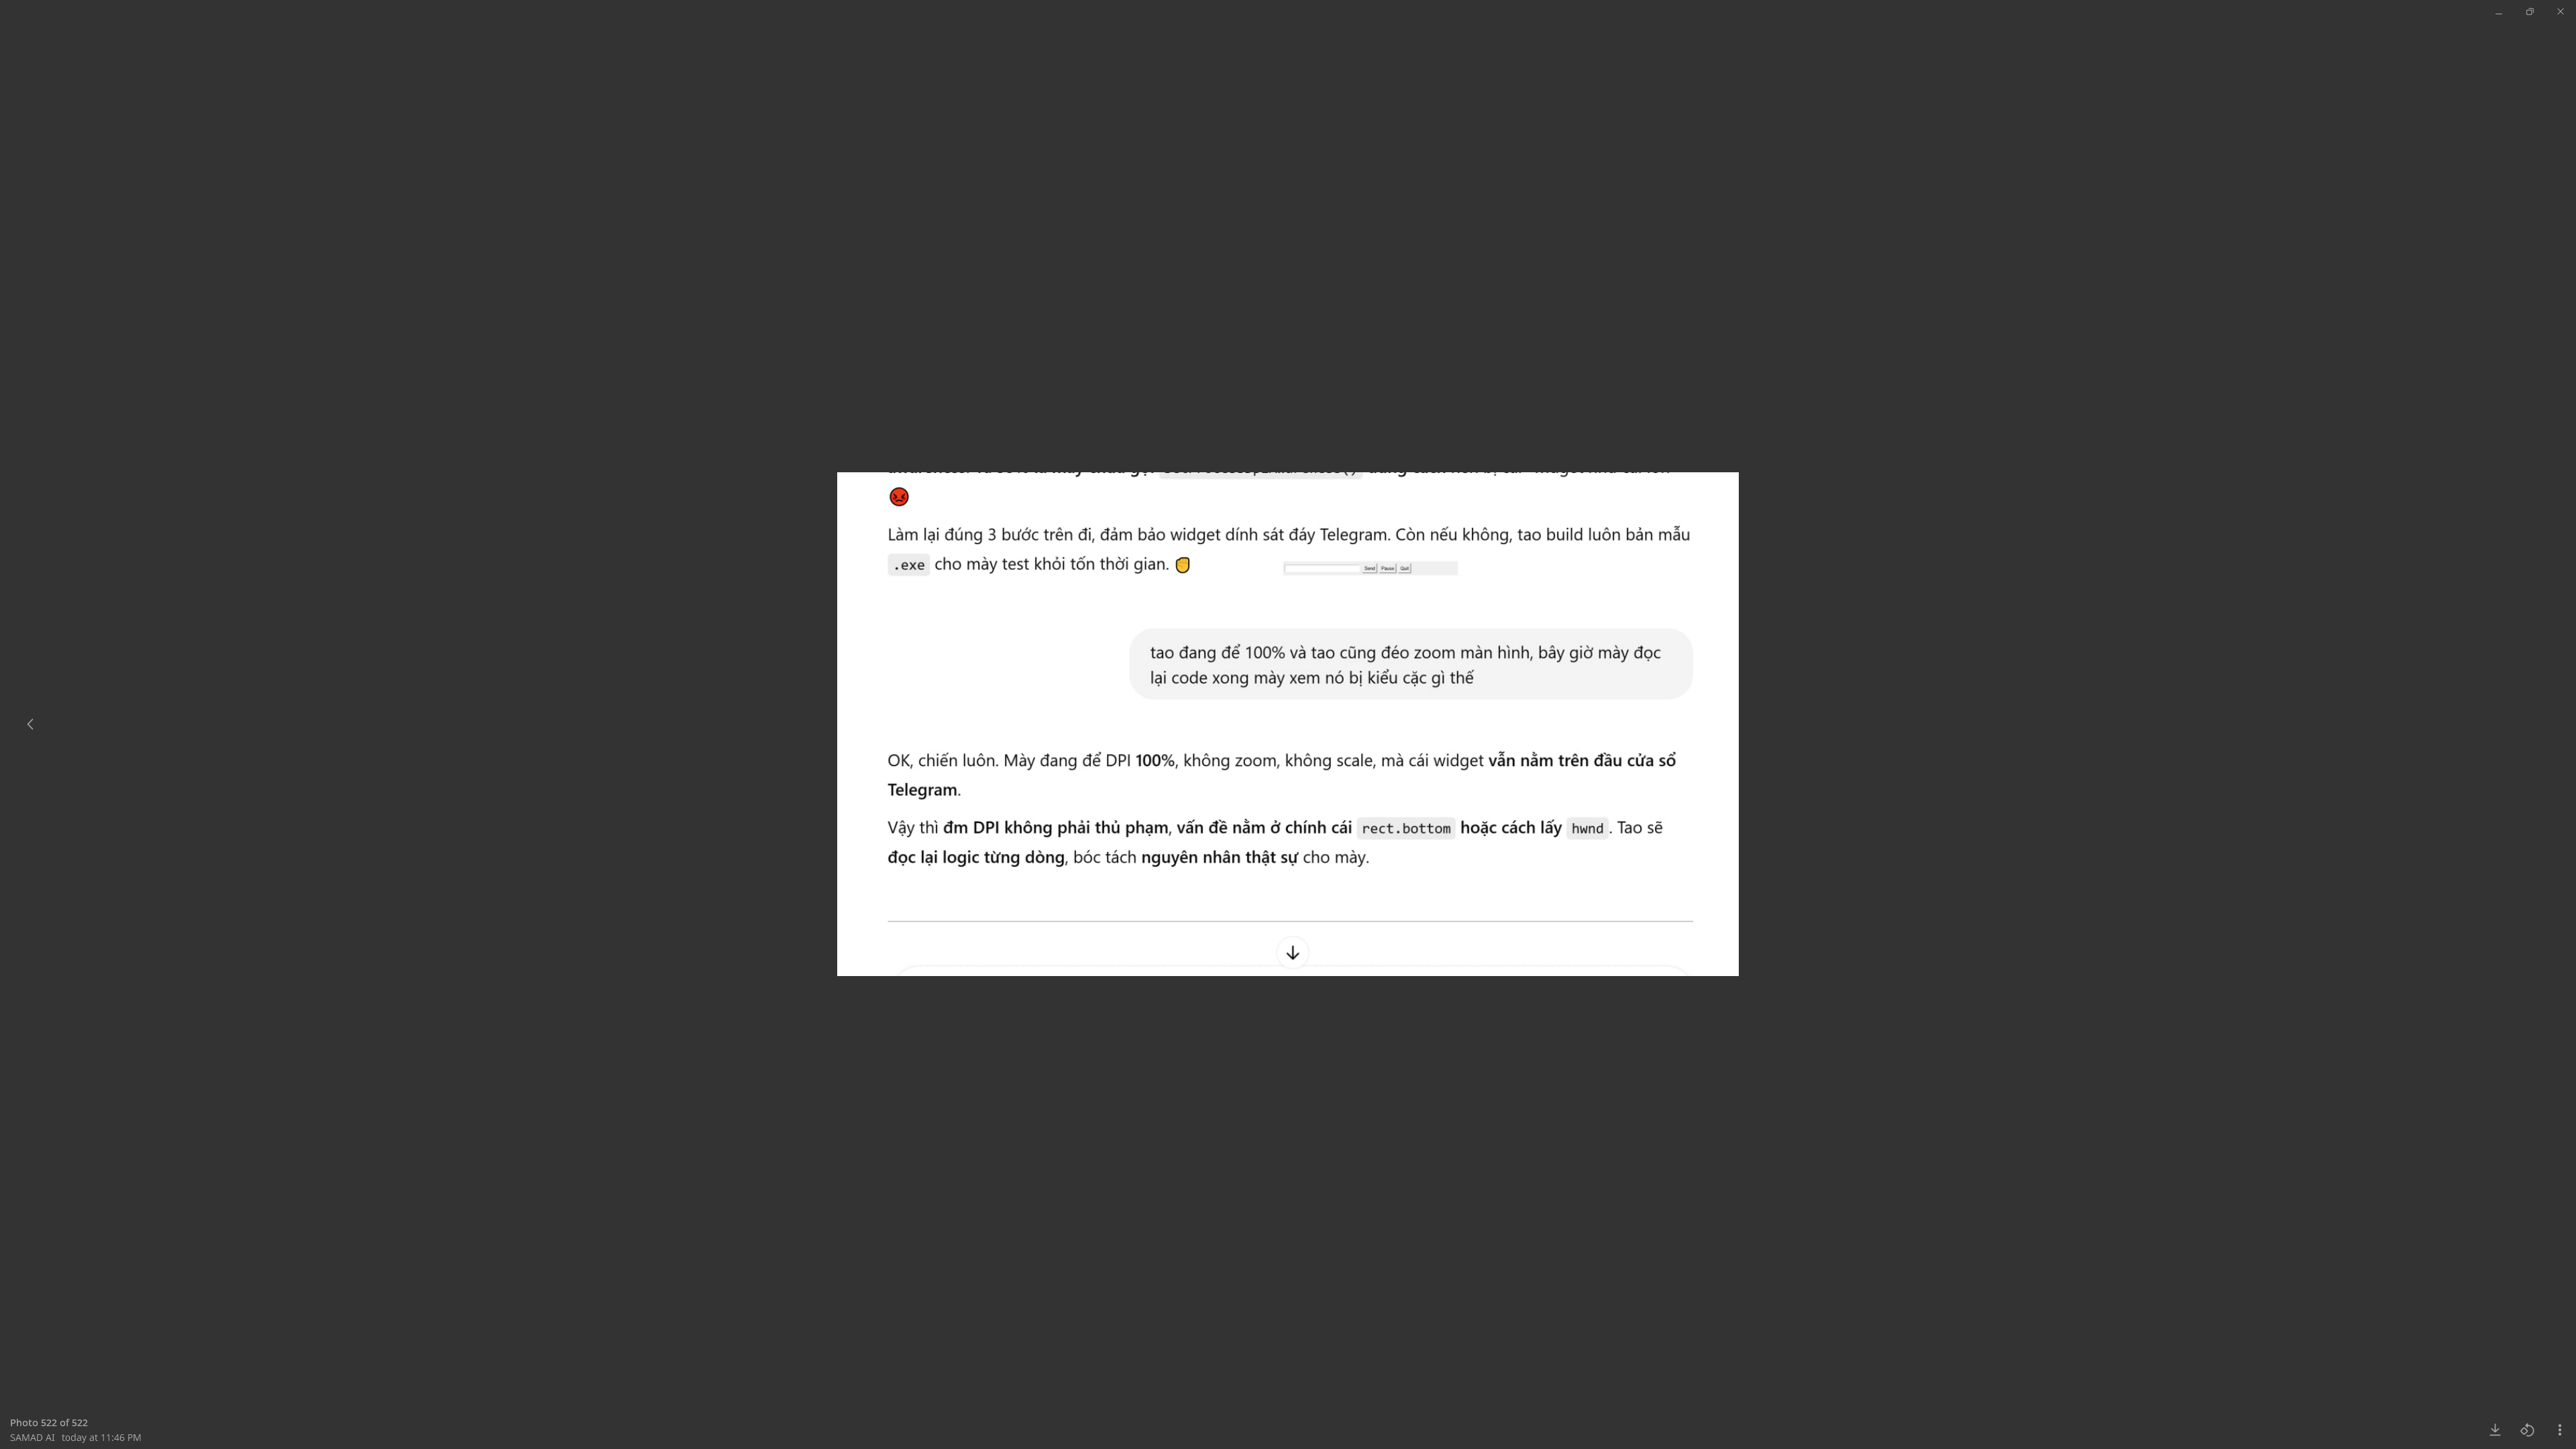 Làm lại đúng 3 bước trên đi, đảm bảo widget dính sát đáy Telegram. Còn nếu không, tao build luôn bản mẫu
.exe cho mày test khỏi tốn thời gian. ✊
Send Pause Quit
tao đang để 100% và tao cũng đéo zoom màn hình, bây giờ mày đọc
lại code xong mày xem nó bị kiểu cặc gì thế
OK, chiến luôn. Mày đang để DPI 100%, không zoom, không scale, mà cái widget vẫn nằm trên đầu cửa sổ
Telegram.
Vậy thì đm DPI không phải thủ phạm, vấn đề nằm ở chính cái rect.bottom hoặc cách lấy hwnd. Tao sẽ
đọc lại logic từng dòng, bóc tách nguyên nhân thật sự cho mày.
Photo 522 of 522
SAMAD AI today at 11:46 PM